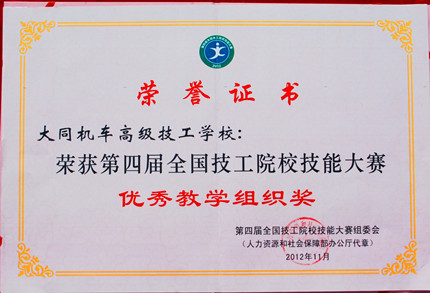 荣誉证书
大同机车高级技工学校:
荣获第四届全国技工院校技能大赛
优秀教学组织奖
第四届全国技工院校技能大赛组委会
(人力资源和社会保障部办公厅代章)
2012年11月